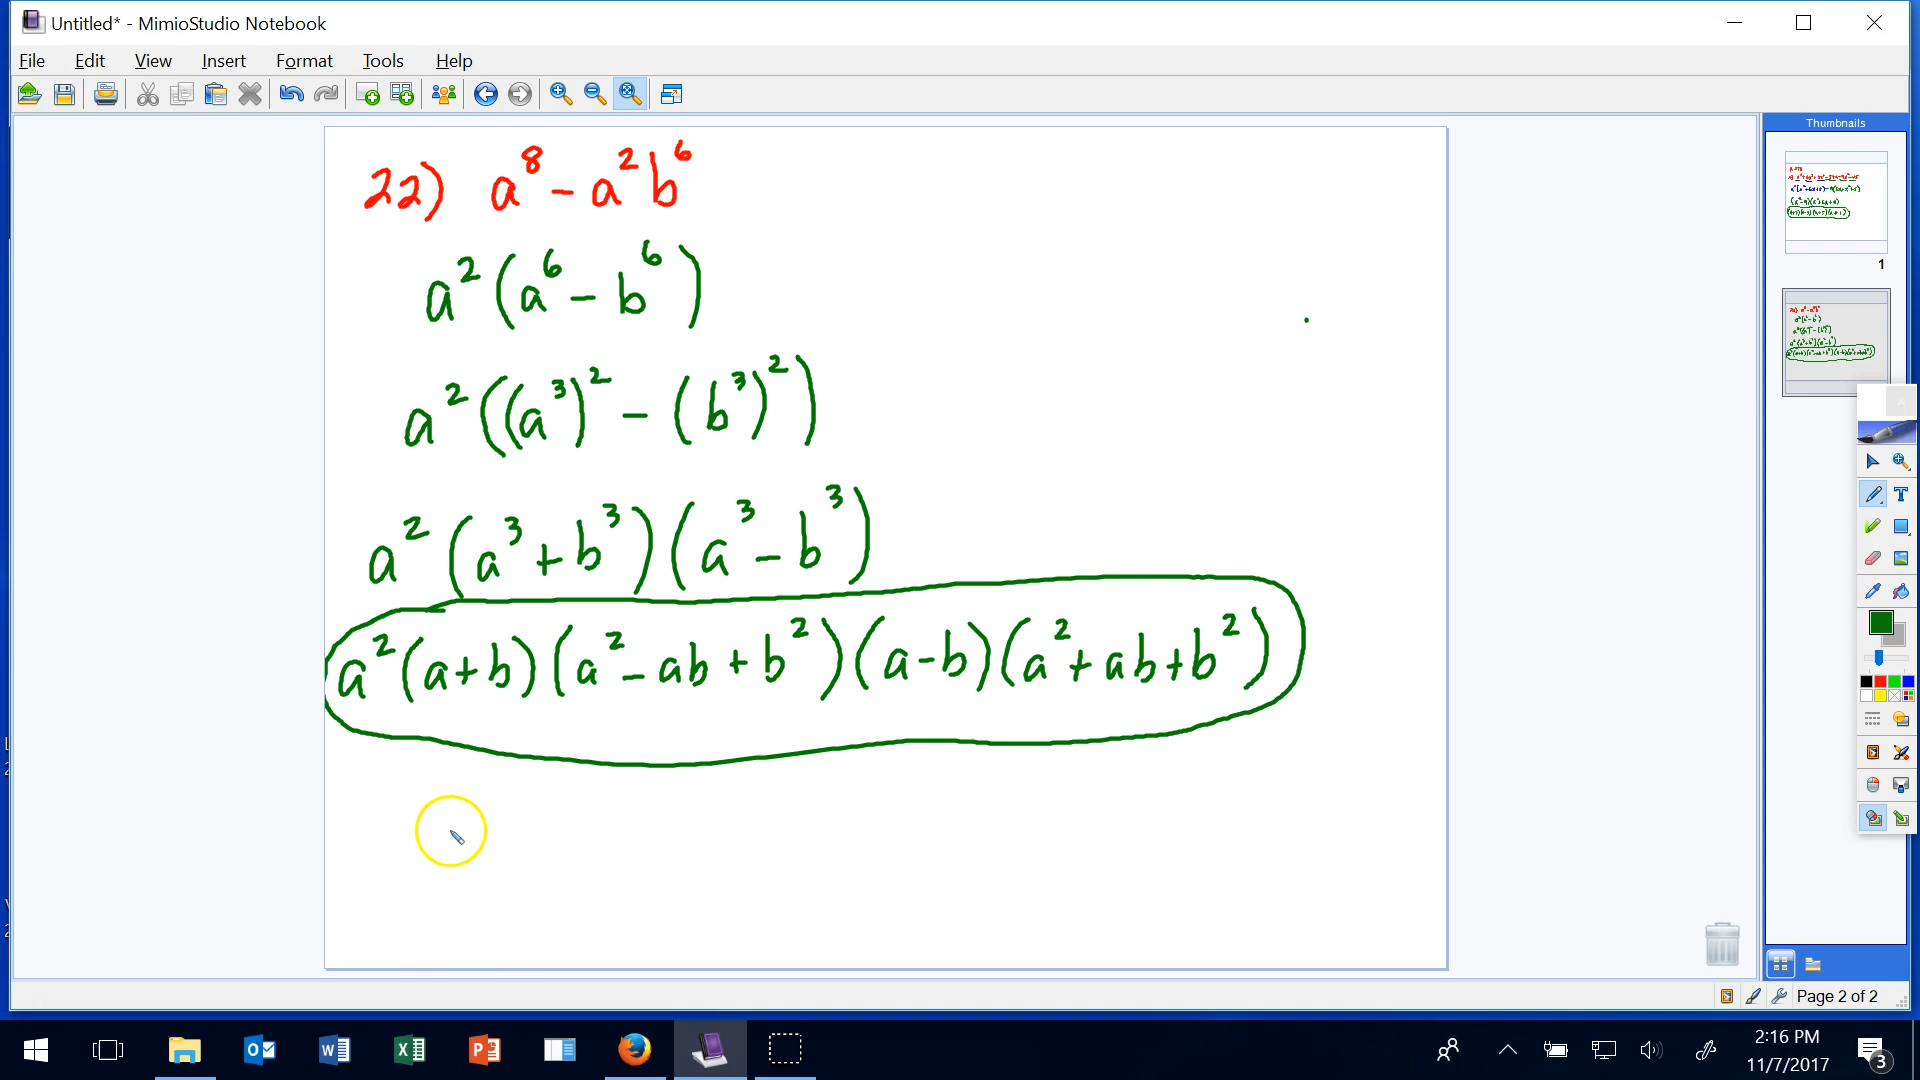 Untitled* - MimioStudio Notebook
File Edit View Insert Format Tools Help
Thumbnails
22) a⁸ - a²b⁶
a²(a⁶ - b⁶)
a²((a³)² - (b³)²)
a²(a³ + b³)(a³ - b³)
a²(a+b)(a² - ab + b²)(a-b)(a² + ab + b²)
1
T
Page 2 of 2
2:16 PM
11/7/2017
3